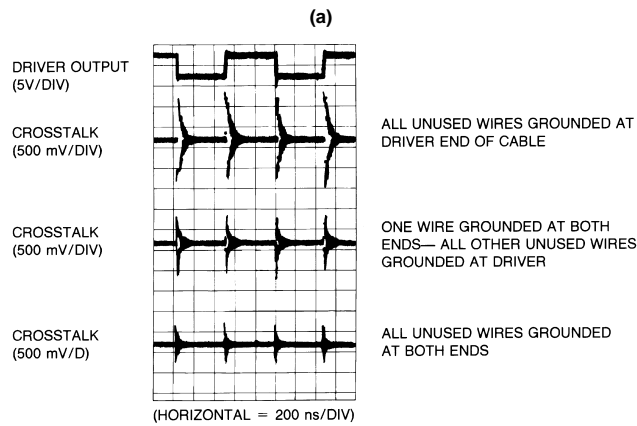 (a)
DRIVER OUTPUT
(5V/DIV)
CROSSTALK
(500 mV/DIV)
ALL UNUSED WIRES GROUNDED AT
DRIVER END OF CABLE
CROSSTALK
(500 mV/DIV)
ONE WIRE GROUNDED AT BOTH
ENDS— ALL OTHER UNUSED WIRES
GROUNDED AT DRIVER
CROSSTALK
(500 mV/D)
ALL UNUSED WIRES GROUNDED
AT BOTH ENDS
(HORIZONTAL = 200 ns/DIV)